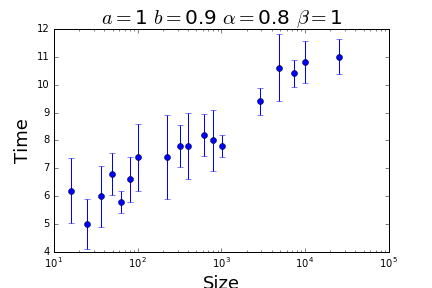 a = 1 b = 0.9 α = 0.8 β = 1
12
11
10
9
8
7
6
5
4
Time
10^1 10^2 10^3 10^4 10^5
Size